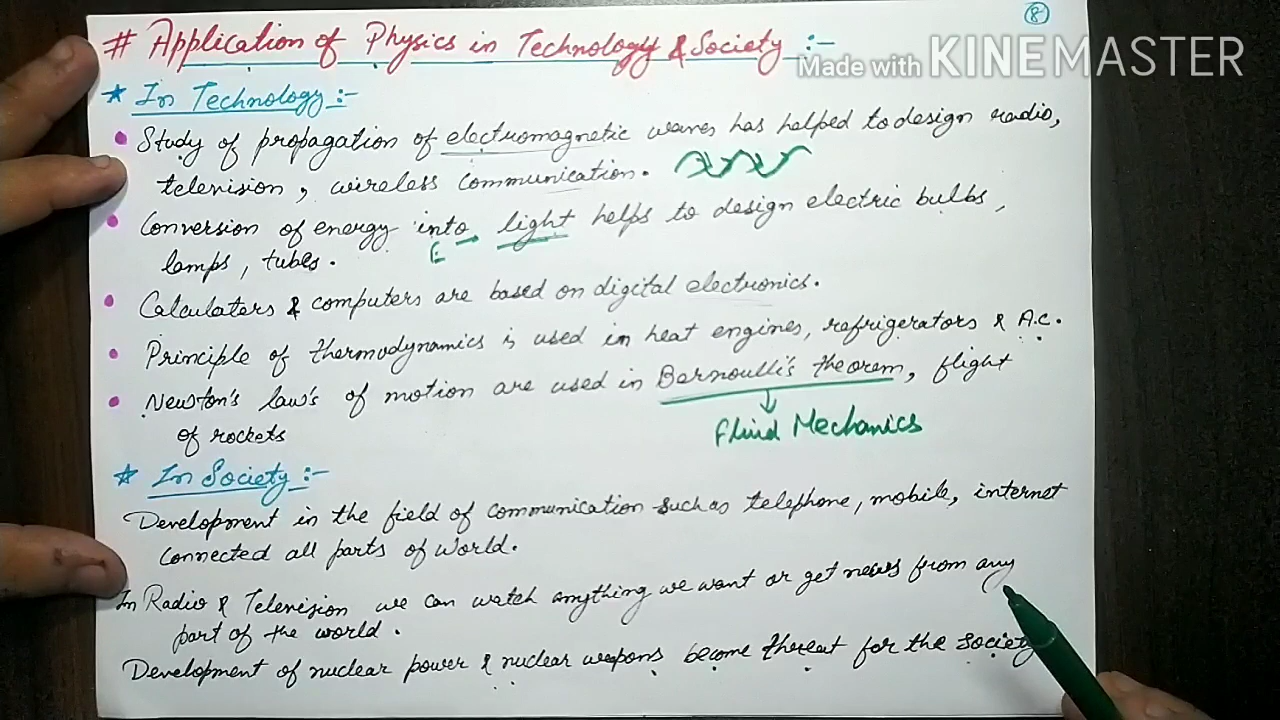 8
# Application of Physics in Technology & Society :-
Made with KINEMASTER
* In Technology :-
• Study of propagation of electromagnetic waves has helped to design radio,
television, wireless communication.
• Conversion of energy into light helps to design electric bulbs,
E →
lamps, tubes.
• Calculaters & computers are based on digital electronics.
• Principle of thermodynamics is used in heat engines, refrigerators & A.C.
• Newton's law's of motion are used in Bernoulli's theorem, flight
of rockets
Fluid Mechanics
* In Society :-
Development in the field of communication such as telephone, mobile, internet
connected all parts of world.
In Radio & Television we can watch anything we want or get news from any
part of the world.
Development of nuclear power & nuclear weapons become threat for the society